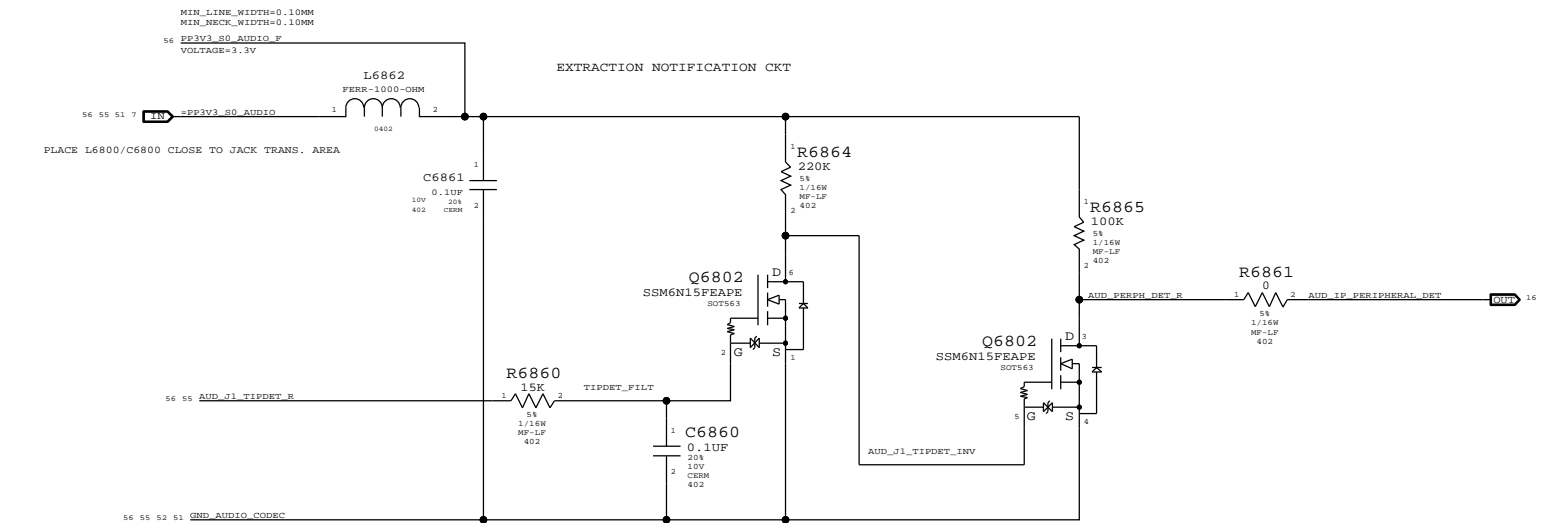 MIN_LINE_WIDTH=0.10MM
MIN_NECK_WIDTH=0.10MM
56 PP3V3_S0_AUDIO_F
VOLTAGE=3.3V
EXTRACTION NOTIFICATION CKT
L6862
FERR-1000-OHM
1 2
0402
56 55 51 7 IN =PP3V3_S0_AUDIO
PLACE L6800/C6800 CLOSE TO JACK TRANS. AREA
1
C6861
0.1UF
10V 20%
402 CERM
2
1
R6864
220K
5%
1/16W
MF-LF
402
2
1
R6865
100K
5%
1/16W
MF-LF
402
2
Q6802
SSM6N15FEAPE
SOT563
D 6
2 G S 1
R6861
0
1 2
5%
1/16W
MF-LF
402
AUD_PERPH_DET_R
AUD_IP_PERIPHERAL_DET
OUT 16
Q6802
SSM6N15FEAPE
SOT563
D 3
5 G S 4
R6860
15K
1 2
5%
1/16W
MF-LF
402
TIPDET_FILT
56 55 AUD_J1_TIPDET_R
1
C6860
0.1UF
20%
10V
CERM
402
2
AUD_J1_TIPDET_INV
56 55 52 51 GND_AUDIO_CODEC